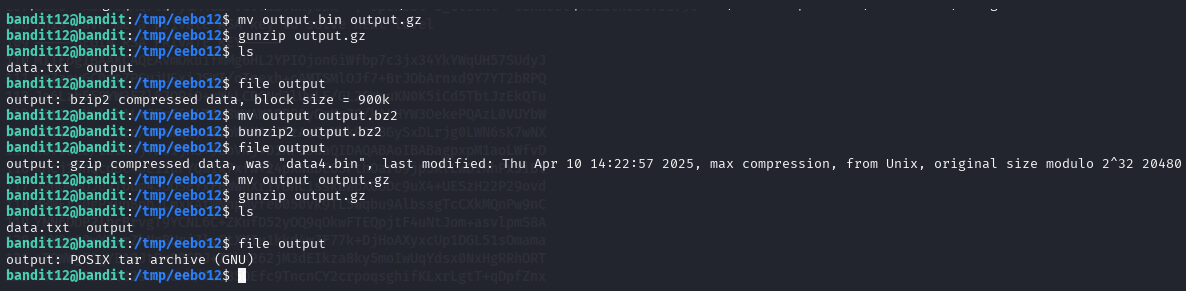 bandit12@bandit:/tmp/eebo12$ mv output.bin output.gz
bandit12@bandit:/tmp/eebo12$ gunzip output.gz
bandit12@bandit:/tmp/eebo12$ ls
data.txt  output
bandit12@bandit:/tmp/eebo12$ file output
output: bzip2 compressed data, block size = 900k
bandit12@bandit:/tmp/eebo12$ mv output output.bz2
bandit12@bandit:/tmp/eebo12$ bunzip2 output.bz2
bandit12@bandit:/tmp/eebo12$ file output
output: gzip compressed data, was "data4.bin", last modified: Thu Apr 10 14:22:57 2025, max compression, from Unix, original size modulo 2^32 20480
bandit12@bandit:/tmp/eebo12$ mv output output.gz
bandit12@bandit:/tmp/eebo12$ gunzip output.gz
bandit12@bandit:/tmp/eebo12$ ls
data.txt  output
bandit12@bandit:/tmp/eebo12$ file output
output: POSIX tar archive (GNU)
bandit12@bandit:/tmp/eebo12$